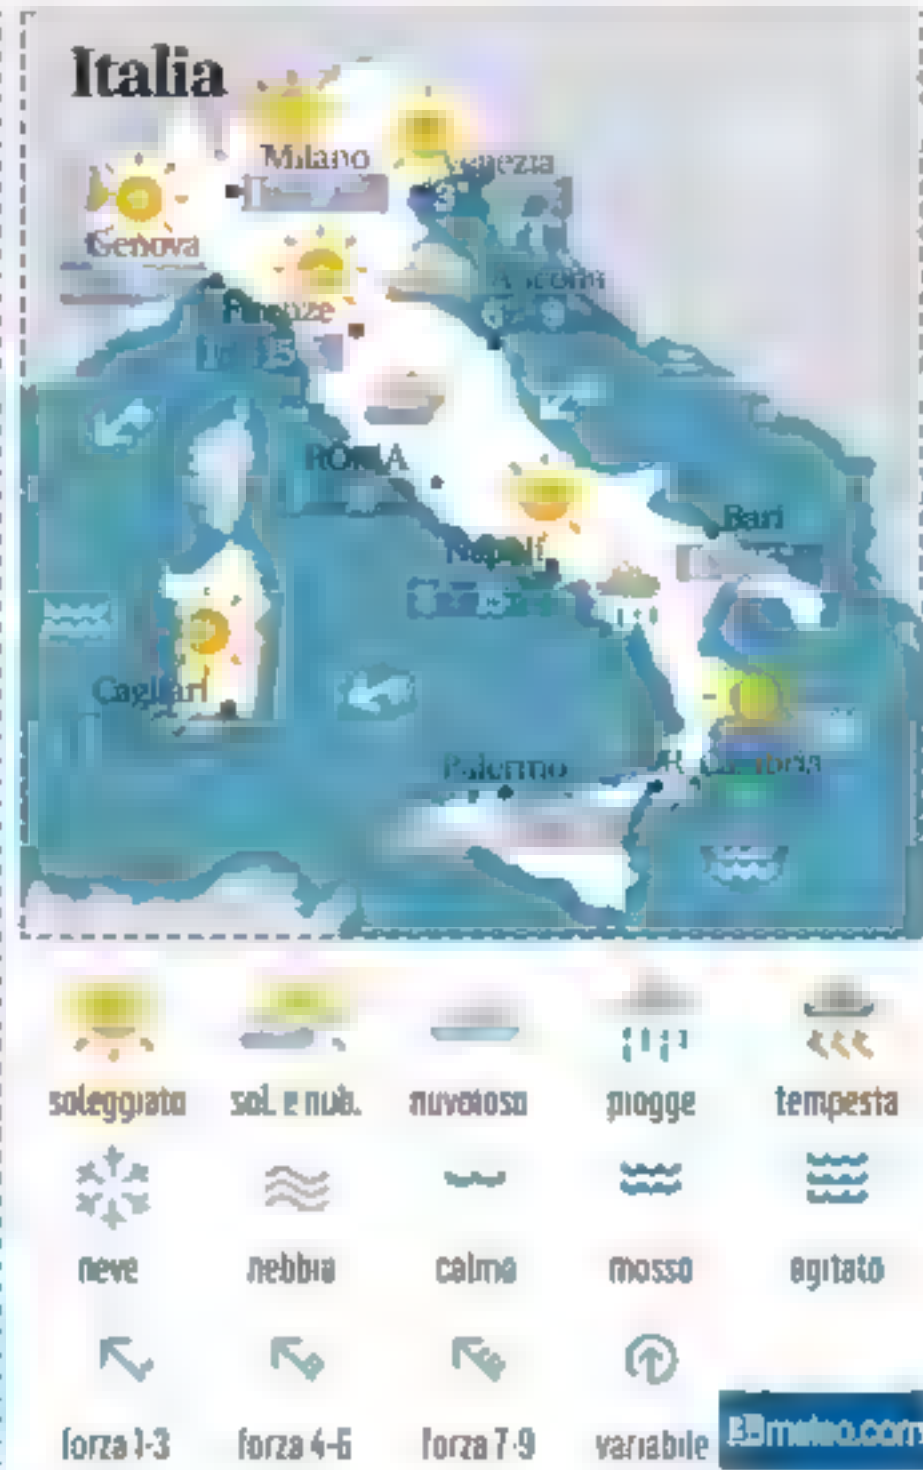 Italia
Milano
Venezia
Genova
Ancona
Firenze
ROMA
Bari
Napoli
Cagliari
Palermo
R. Calabria
soleggiato sol. e nub. nuvoloso piogge tempesta
neve nebbia calmo mosso agitato
forza 1-3 forza 4-6 forza 7-9 variabile
3Bmeteo.com